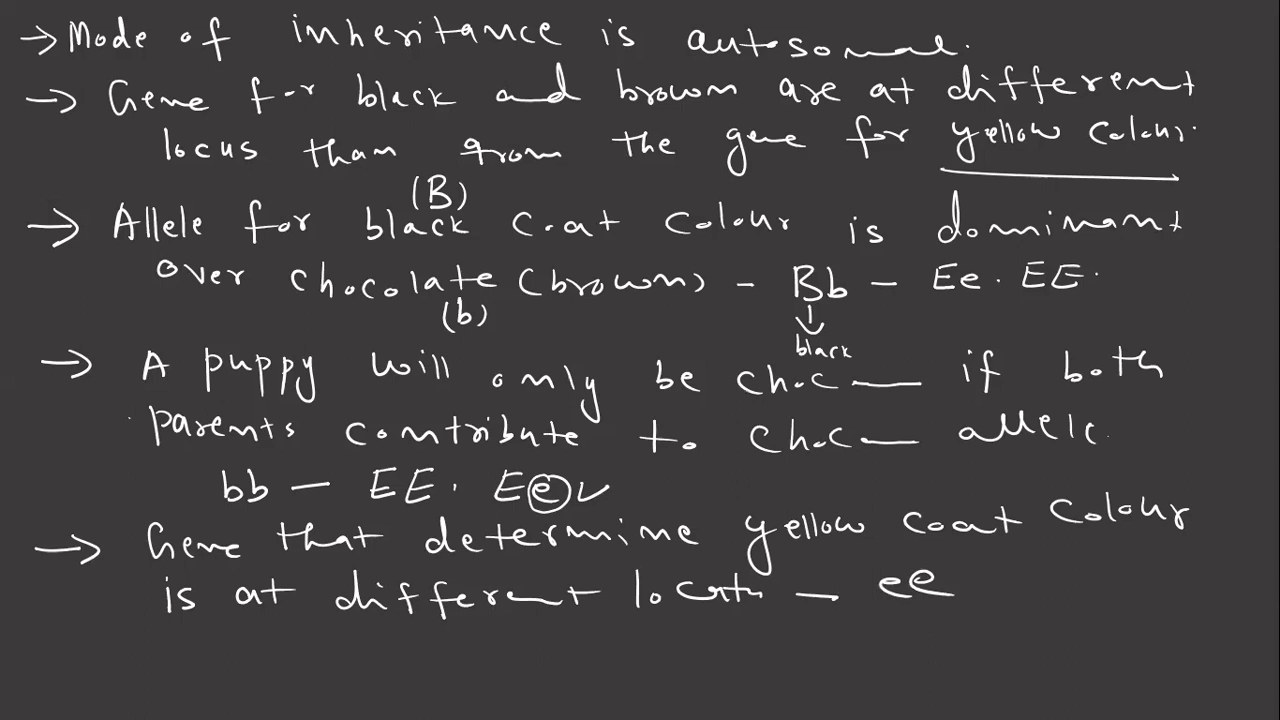 → Mode of inheritance is autosomal.
→ Gene for black and brown are at different
locus than from the gene for yellow colour.
(B)
→ Allele for black coat colour is dominant
over chocolate (brown) - Bb - Ee. EE.
(b)
black
→ A puppy will only be choc— if both
parents contribute to choc— allele.
bb — EE. Ee ✓
→ Gene that determine yellow coat colour
is at different — ee